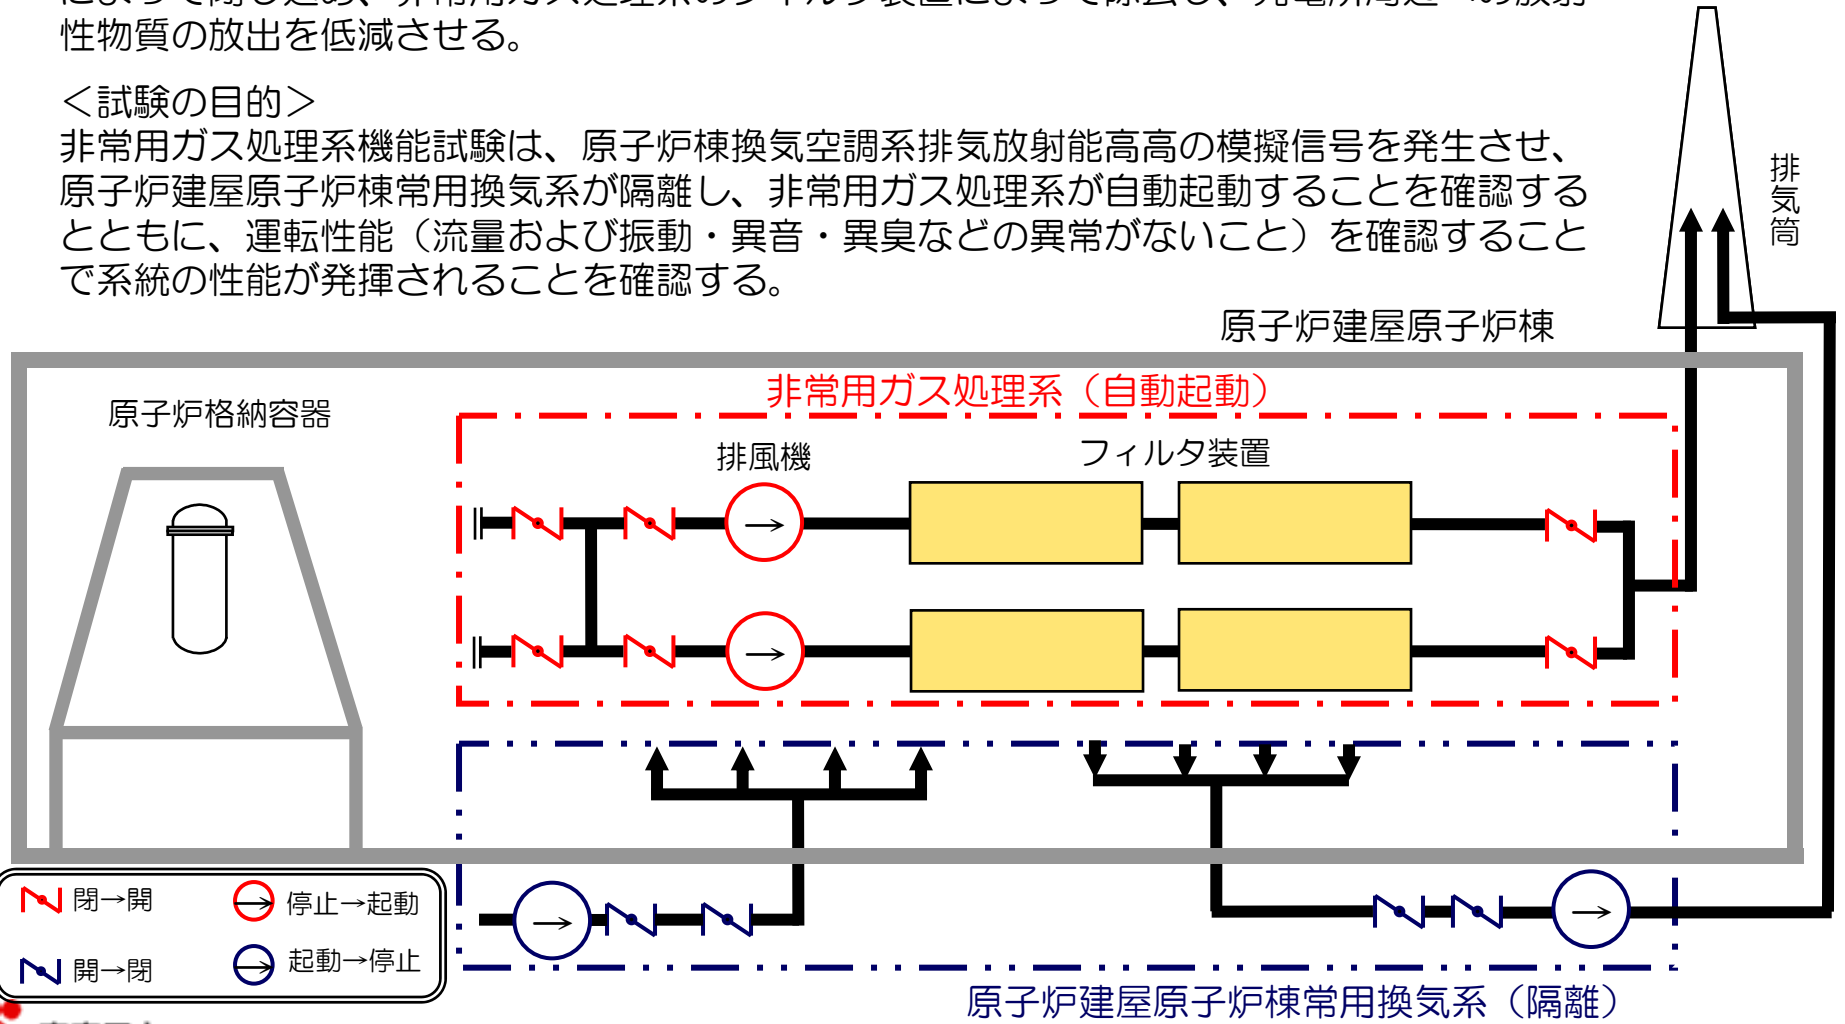 性物質の放出を低減させる。
＜試験の目的＞
非常用ガス処理系機能試験は、原子炉棟換気空調系排気放射能高高の模擬信号を発生させ、
原子炉建屋原子炉棟常用換気系が隔離し、非常用ガス処理系が自動起動することを確認する
とともに、運転性能（流量および振動・異音・異臭などの異常がないこと）を確認すること
で系統の性能が発揮されることを確認する。
排気筒
原子炉建屋原子炉棟
非常用ガス処理系（自動起動）
原子炉格納容器
排風機
フィルタ装置
閉→開
停止→起動
開→閉
起動→停止
原子炉建屋原子炉棟常用換気系（隔離）